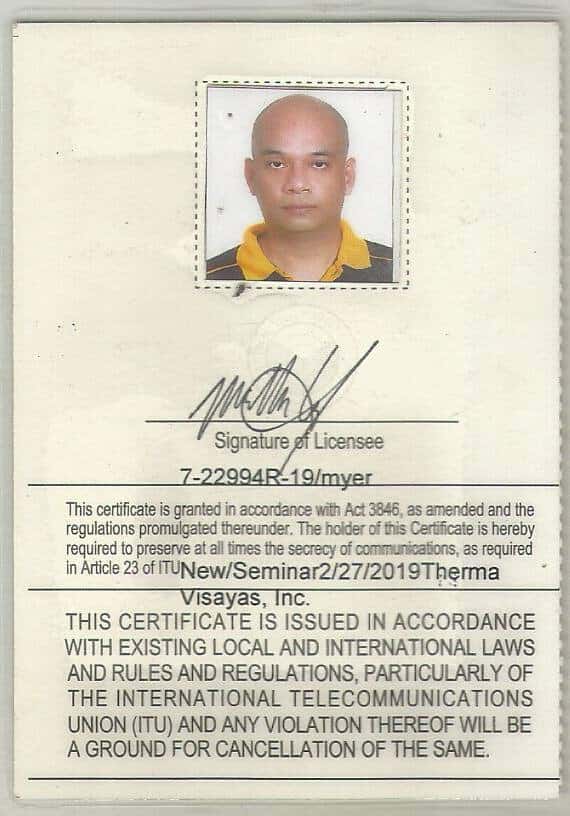 Signature of Licensee
7-22994R-19/myer
This certificate is granted in accordance with Act 3846, as amended and the
regulations promulgated thereunder. The holder of this Certificate is hereby
required to preserve at all times the secrecy of communications, as required
in Article 23 of ITU
New/Seminar2/27/2019Therma
Visayas, Inc.
THIS CERTIFICATE IS ISSUED IN ACCORDANCE
WITH EXISTING LOCAL AND INTERNATIONAL LAWS
AND RULES AND REGULATIONS, PARTICULARLY OF
THE INTERNATIONAL TELECOMMUNICATIONS
UNION (ITU) AND ANY VIOLATION THEREOF WILL BE
A GROUND FOR CANCELLATION OF THE SAME.